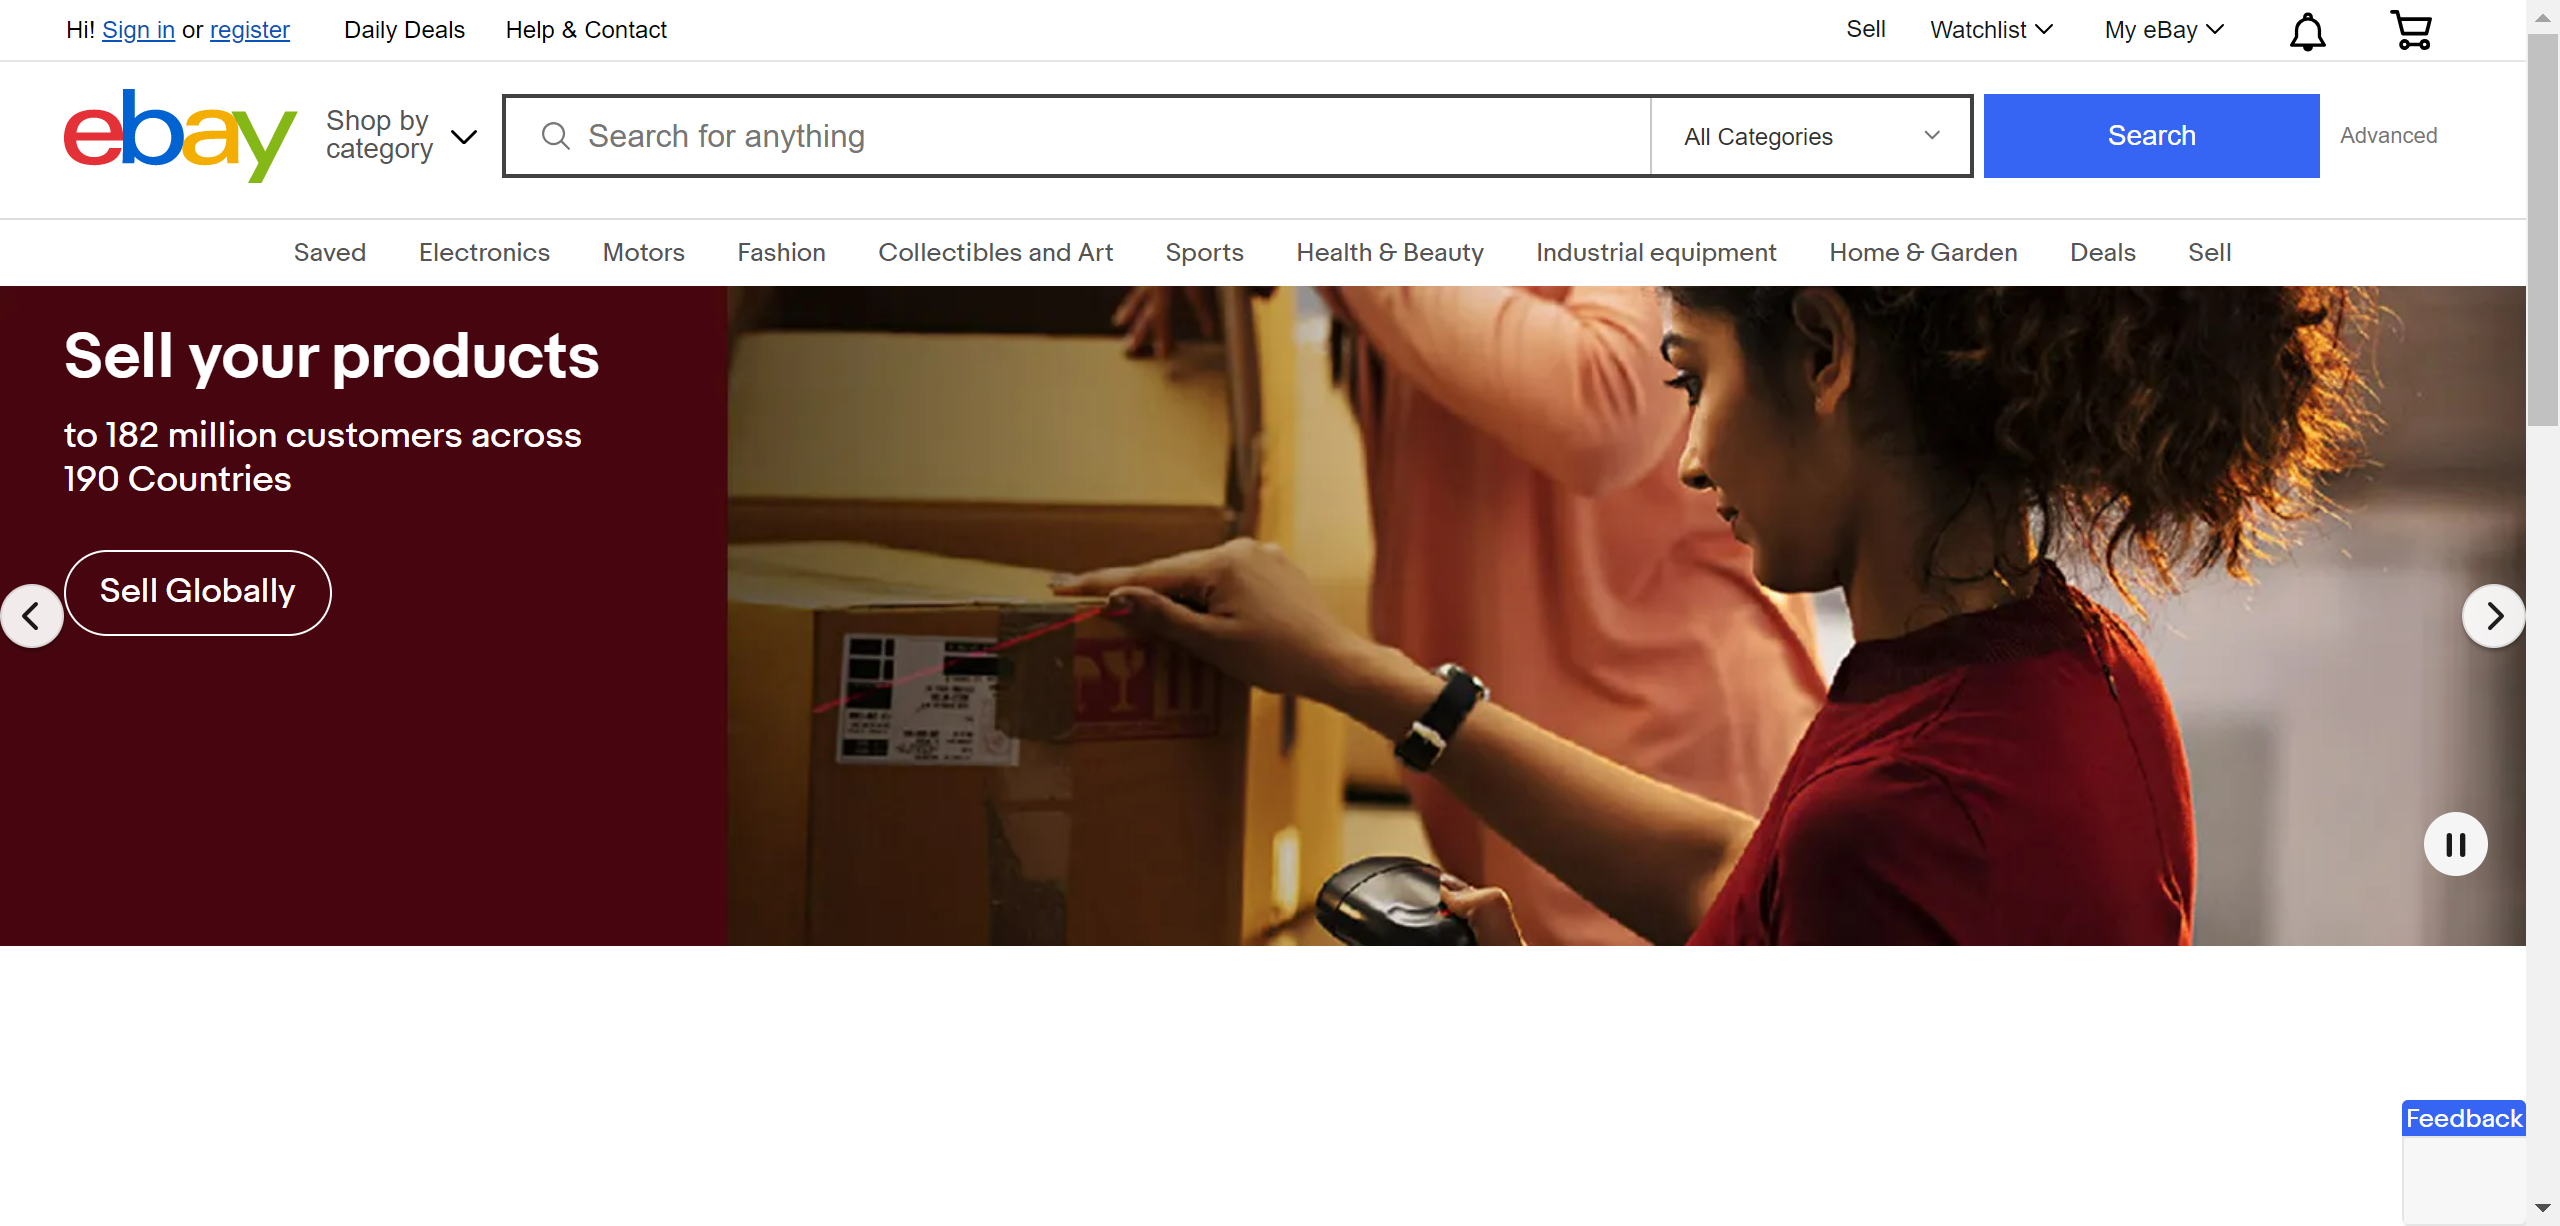 Hi! Sign in or register
Daily Deals
Help & Contact
Sell
Watchlist
My eBay
ebay
Shop by
category
Search for anything
All Categories
Search
Advanced
Saved
Electronics
Motors
Fashion
Collectibles and Art
Sports
Health & Beauty
Industrial equipment
Home & Garden
Deals
Sell
Sell your products
to 182 million customers across
190 Countries
Sell Globally
Feedback